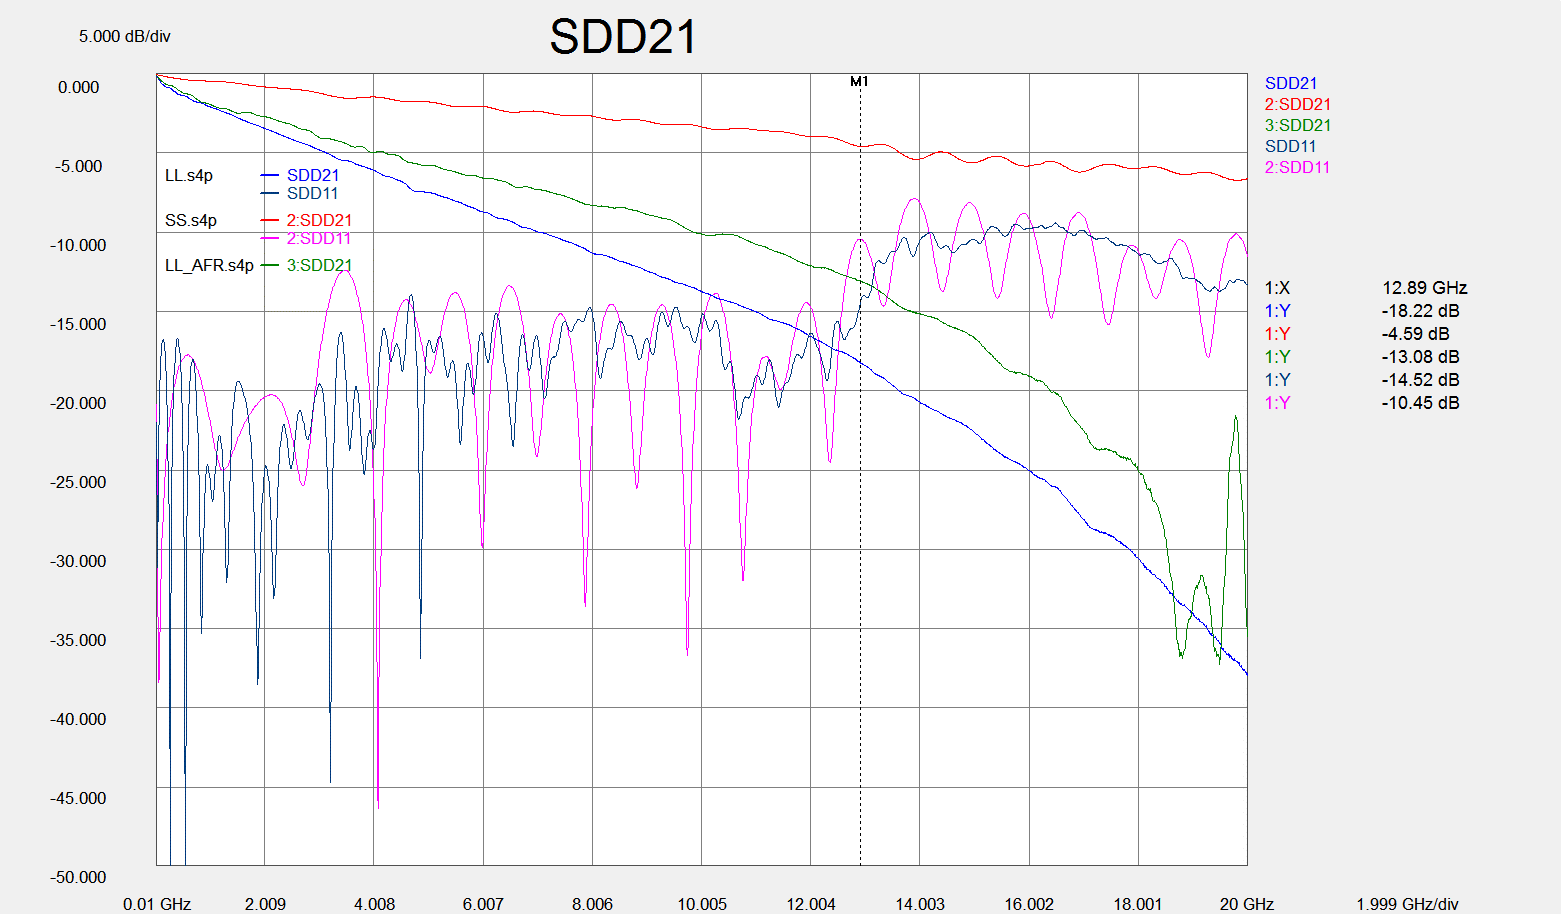 SDD21
5.000 dB/div
M1
0.000
-5.000
-10.000
-15.000
-20.000
-25.000
-30.000
-35.000
-40.000
-45.000
-50.000
LL.s4p SDD21
SDD11
SS.s4p 2:SDD21
2:SDD11
LL_AFR.s4p 3:SDD21
SDD21
2:SDD21
3:SDD21
SDD11
2:SDD11
1:X 12.89 GHz
1:Y -18.22 dB
1:Y -4.59 dB
1:Y -13.08 dB
1:Y -14.52 dB
1:Y -10.45 dB
0.01 GHz 2.009 4.008 6.007 8.006 10.005 12.004 14.003 16.002 18.001 20 GHz 1.999 GHz/div